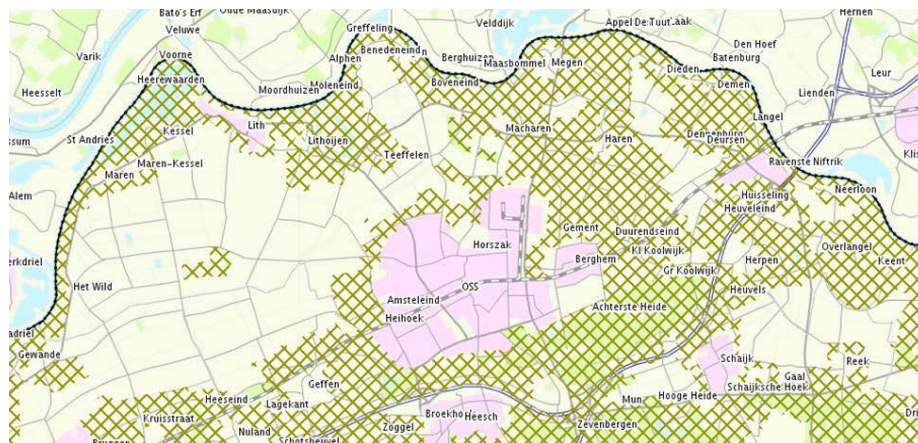 Bato's Erf
Oude Maasdijk
Veluwe
Velddijk
Hernen
Greffeling
Varik
Voorne
Benedeneind
Den Hoef
Batenburg
Berghuizen
Alphen
Maasbommel
Megen
Dieden
Leur
Heerewaarden
Heesselt
Moordhuizen
Moleneind
Boveneind
Demen
Lienden
Langel
St Andries
Kessel
Lith
Lithoijen
Macharen
Haren
Dennenburg
Deursen
Teeffelen
Maren-Kessel
Maren
Ravenste
Niftrik
Neerloon
Alem
Huisseling
Heuveleind
Gement
Duurendseind
Horszak
Kl Koolwijk
Overlangel
Berghem
Herpen
Keent
Gr Koolwijk
Het Wild
OSS
Heuvels
Amsteleind
Achterste Heide
Heihoek
Gewande
Schaijk
Reek
Geffen
Gaal
Schaijksche Hoek
Heeseind
Lagekant
Mun
Hooge Heide
Kruisstraat
Broekhoe
Heesch
Zoggel
Zevenbergen
Nuland
Schotsheuvel